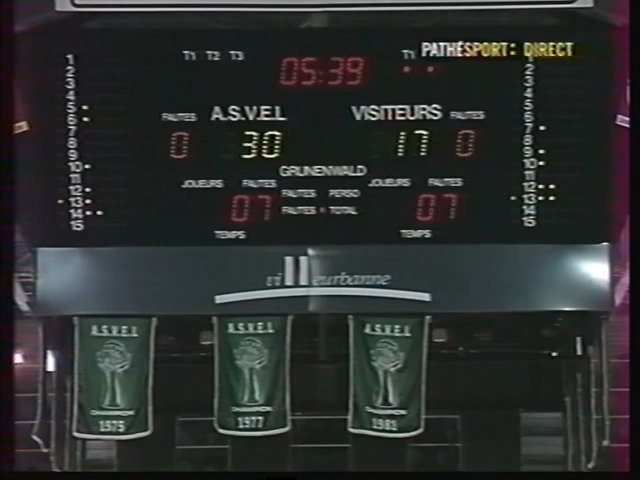 PATHÉSPORT: DIRECT
T1 T2 T3 05:39 T1
FAUTES A.S.V.E.L VISITEURS FAUTES
0 30 17 0
GRUNENWALD
JOUEURS FAUTES JOUEURS FAUTES
FAUTES PERSO
07 FAUTES TOTAL 07
TEMPS TEMPS
1 1
2 2
3 3
4 4
5 5
6 6
7 7
8 8
9 9
10 10
11 11
12 12
13 13
14 14
15 15
villeurbanne
A.S.V.E.L A.S.V.E.L A.S.V.E.L
CHAMPION CHAMPION CHAMPION
1975 1977 1981